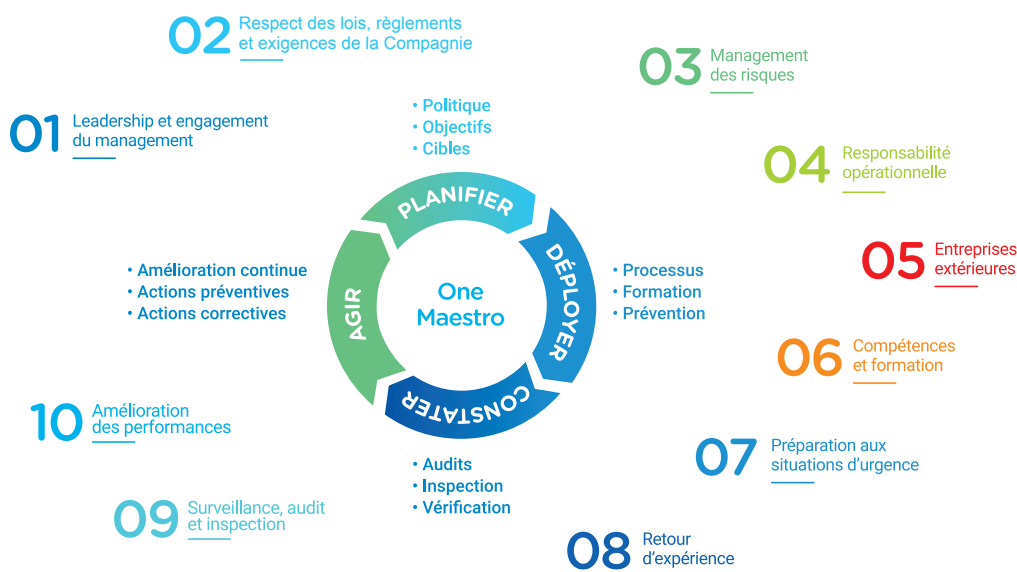 01
Leadership et engagement
du management
02
Respect des lois, règlements
et exigences de la Compagnie
03
Management
des risques
04
Responsabilité
opérationnelle
05
Entreprises
extérieures
06
Compétences
et formation
07
Préparation aux
situations d'urgence
08
Retour
d'expérience
09
Surveillance, audit
et inspection
10
Amélioration
des performances
One
Maestro
PLANIFIER
• Politique
• Objectifs
• Cibles
DÉPLOYER
• Processus
• Formation
• Prévention
CONSTATER
• Audits
• Inspection
• Vérification
AGIR
• Amélioration continue
• Actions préventives
• Actions correctives